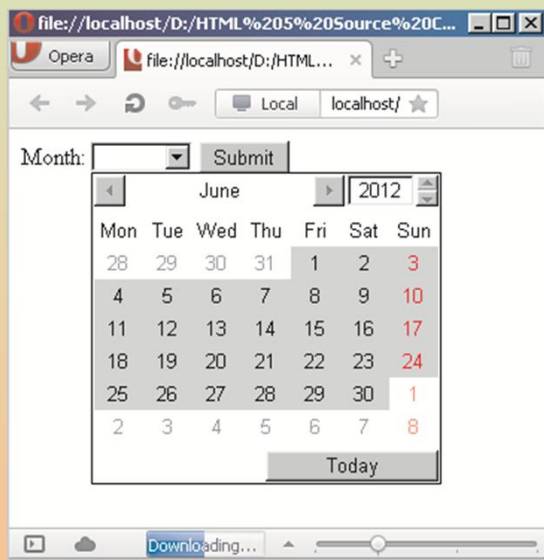 file://localhost/D:/HTML%205%20Source%20C...
Opera
file://localhost/D:/HTML...
Local localhost/
Month: Submit
June 2012
Mon Tue Wed Thu Fri Sat Sun
28 29 30 31 1 2 3
4 5 6 7 8 9 10
11 12 13 14 15 16 17
18 19 20 21 22 23 24
25 26 27 28 29 30 1
2 3 4 5 6 7 8
Today
Downloading...